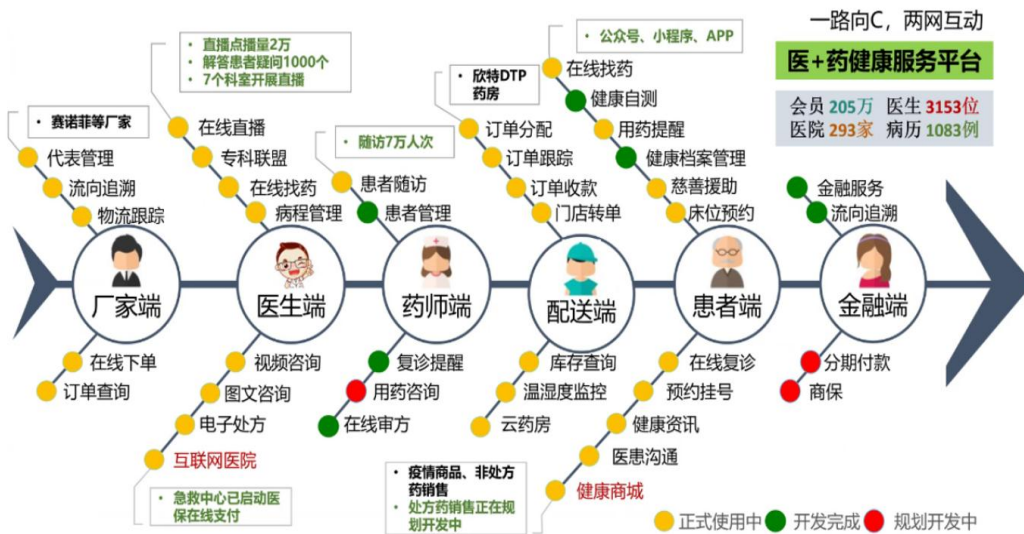 一路向C，两网互动
医+药健康服务平台
会员 205万 医生 3153位
医院 293家 病历 1083例
赛诺菲等厂家
代表管理
流向追溯
物流跟踪
厂家端
在线下单
订单查询
直播点播量2万
解答患者疑问1000个
7个科室开展直播
在线直播
专科联盟
在线找药
病程管理
医生端
视频咨询
图文咨询
电子处方
互联网医院
急救中心已启动医
保在线支付
随访7万人次
患者随访
患者管理
药师端
复诊提醒
用药咨询
在线审方
欣特DTP
药房
订单分配
订单跟踪
订单收款
门店转单
配送端
库存查询
温湿度监控
云药房
公众号、小程序、APP
在线找药
健康自测
用药提醒
健康档案管理
慈善援助
床位预约
患者端
在线复诊
预约挂号
健康资讯
医患沟通
健康商城
疫情商品、非处方
药销售
处方药销售正在规
划开发中
金融服务
流向追溯
金融端
分期付款
商保
正式使用中
开发完成
规划开发中